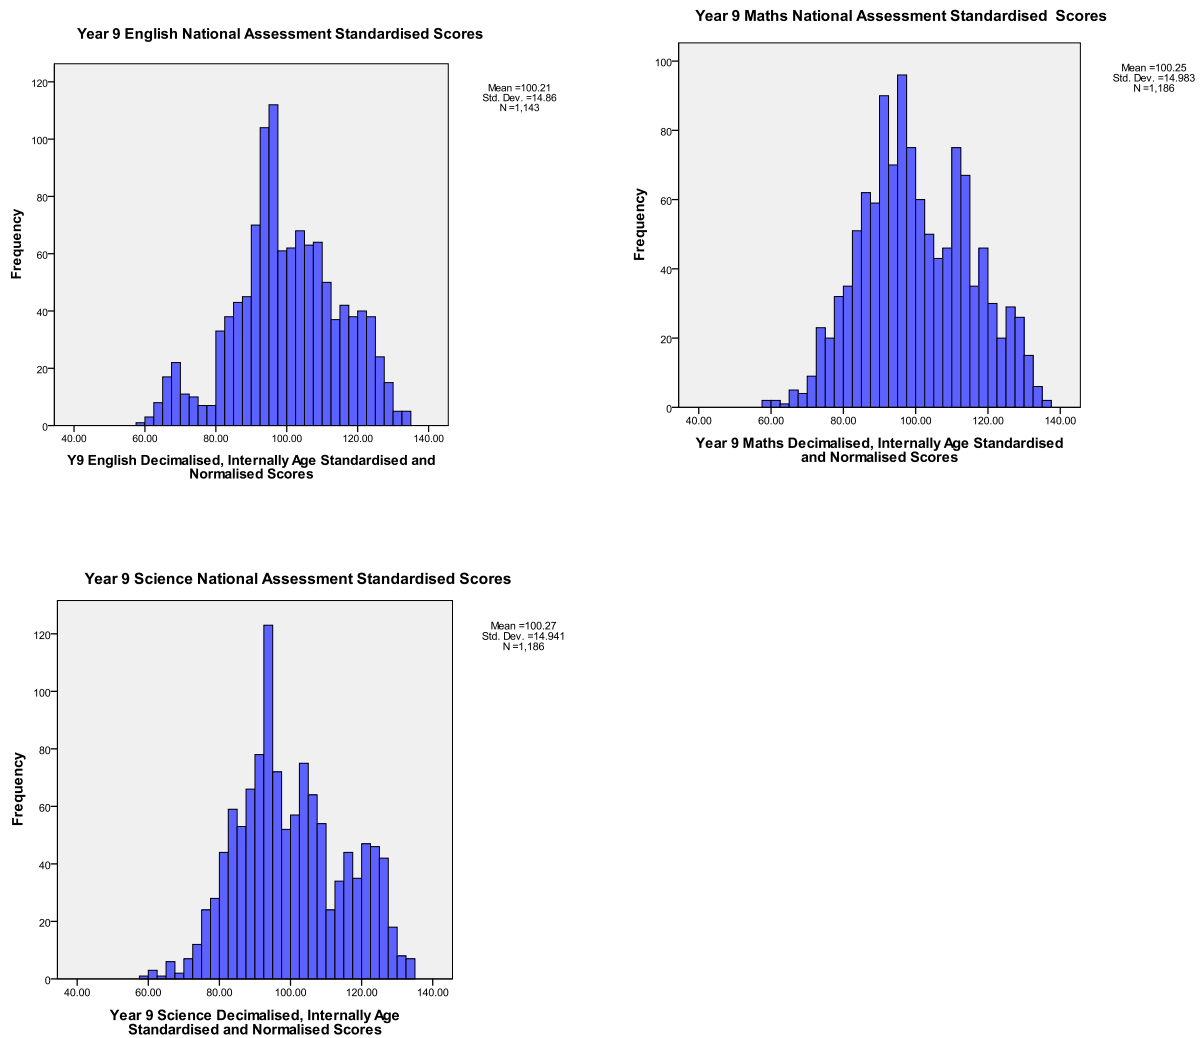 Year 9 English National Assessment Standardised Scores
120
100
80
60
40
20
0
Frequency
40.00 60.00 80.00 100.00 120.00 140.00
Y9 English Decimalised, Internally Age Standardised and
Normalised Scores
Mean =100.21
Std. Dev. =14.86
N =1,143
Year 9 Maths National Assessment Standardised  Scores
100
80
60
40
20
0
Frequency
40.00 60.00 80.00 100.00 120.00 140.00
Year 9 Maths Decimalised, Internally Age Standardised
and Normalised Scores
Mean =100.25
Std. Dev. =14.983
N =1,186
Year 9 Science National Assessment Standardised Scores
120
100
80
60
40
20
0
Frequency
40.00 60.00 80.00 100.00 120.00 140.00
Year 9 Science Decimalised, Internally Age
Standardised and Normalised Scores
Mean =100.27
Std. Dev. =14.941
N =1,186